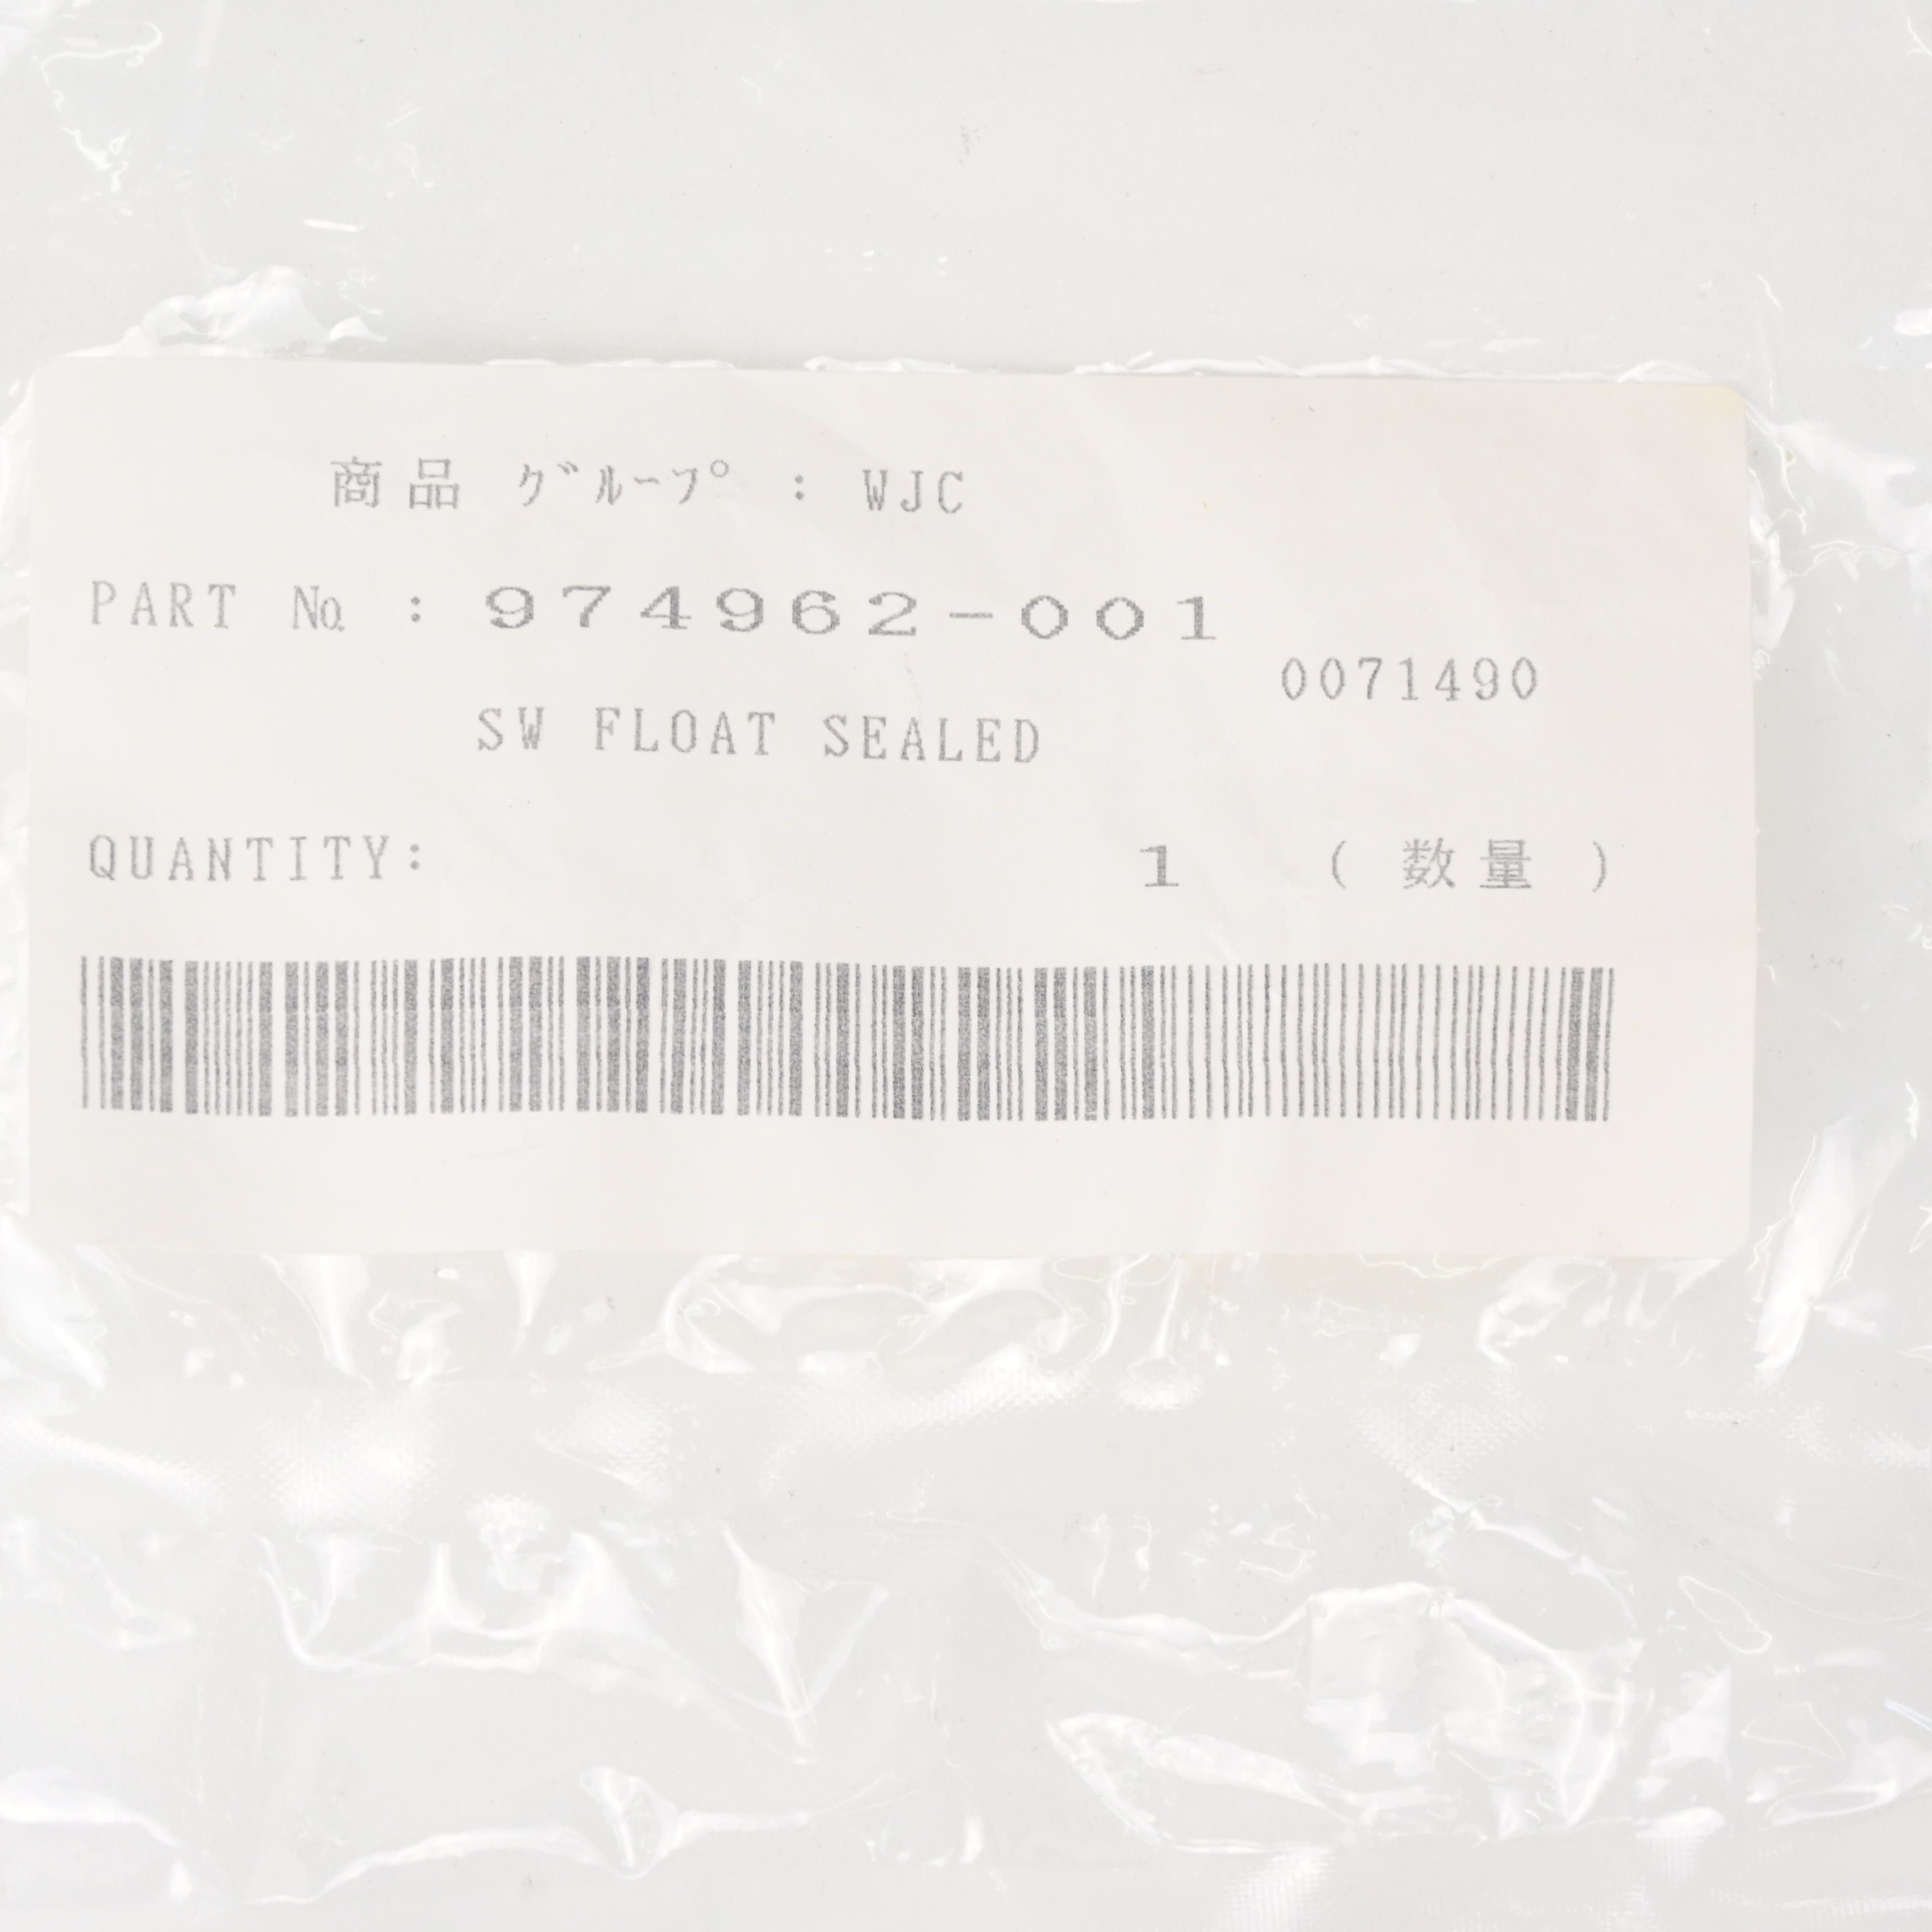 商品 ｸﾞﾙｰﾌﾟ : WJC
PART № : 974962-001
0071490
SW FLOAT SEALED
QUANTITY: 1 ( 数量 )